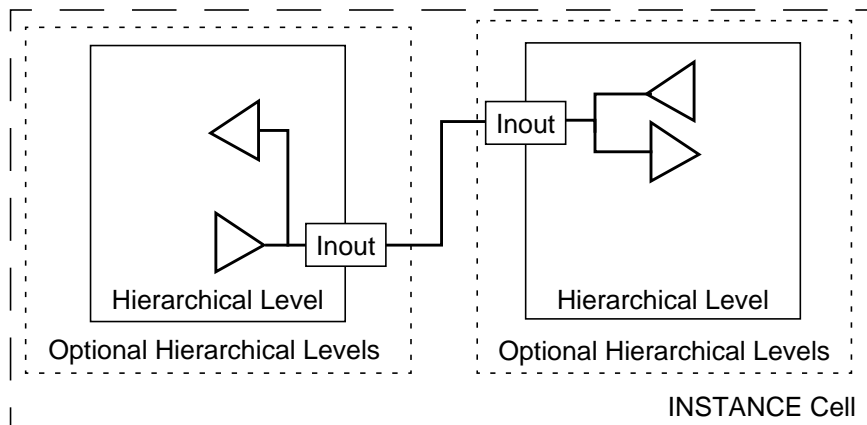 Inout
Inout
Hierarchical Level
Hierarchical Level
Optional Hierarchical Levels
Optional Hierarchical Levels
INSTANCE Cell